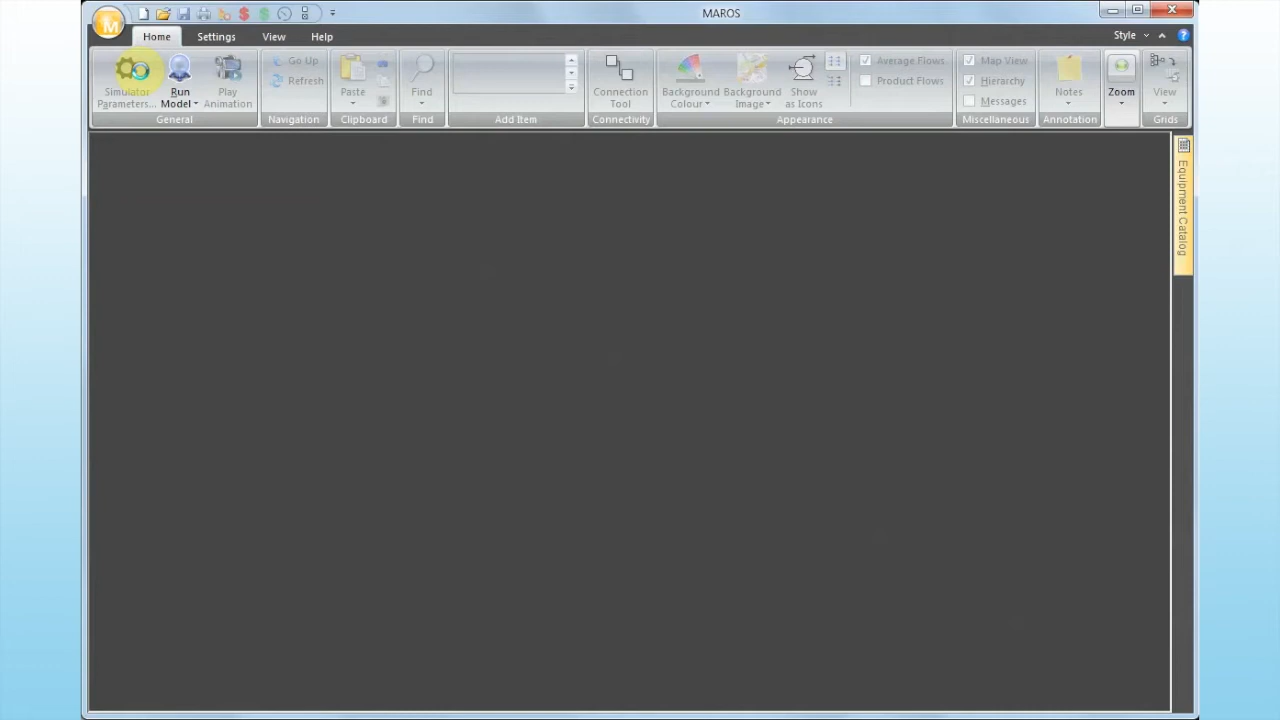 MAROS
M
Home Settings View Help Style
Simulator Parameters...
Run Model
Play Animation
General
Go Up
Refresh
Navigation
Paste
Clipboard
Find
Find
Add Item
Connection Tool
Connectivity
Background Colour
Background Image
Show as Icons
Average Flows
Product Flows
Appearance
Map View
Hierarchy
Messages
Miscellaneous
Notes
Annotation
Zoom
View
Grids
Equipment Catalog